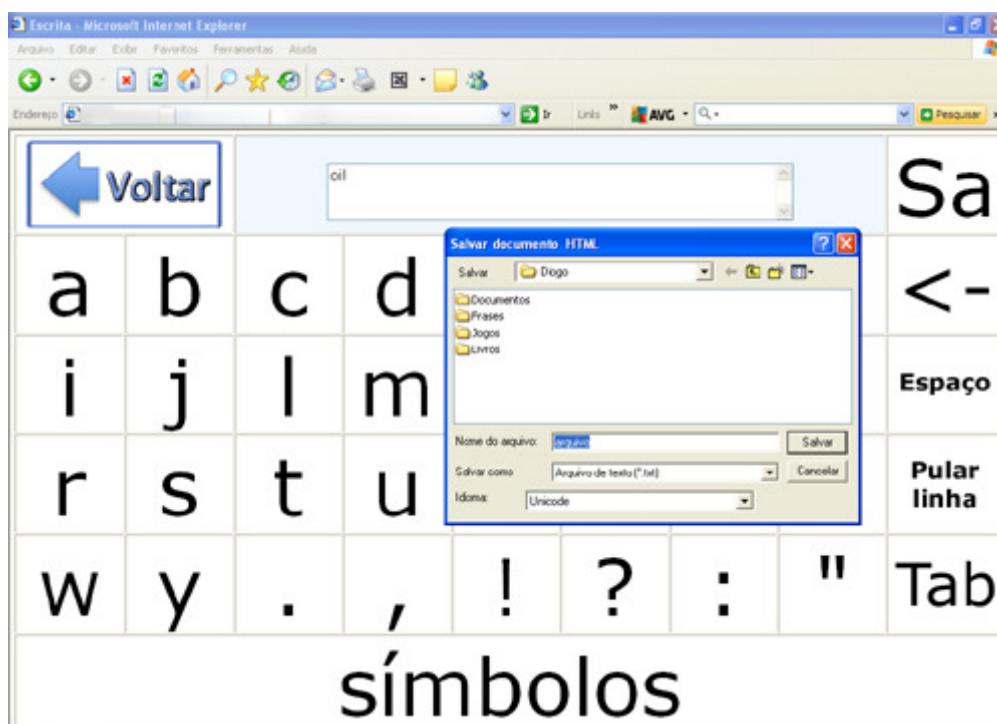 Escrita - Microsoft Internet Explorer
Arquivo Editar Exibir Favoritos Ferramentas Ajuda
Endereço Ir Links » AVG Pesquisar
Voltar
oi!
Sa
Salvar documento HTML
Salvar Diogo
Documentos
Frases
Jogos
Livros
Nome do arquivo: arquivo Salvar
Salvar como Arquivo de texto (*.txt) Cancelar
Idioma: Unicode
a b c d <-
i j l m Espaço
r s t u Pular
linha
w y . , ! ? : " Tab
símbolos